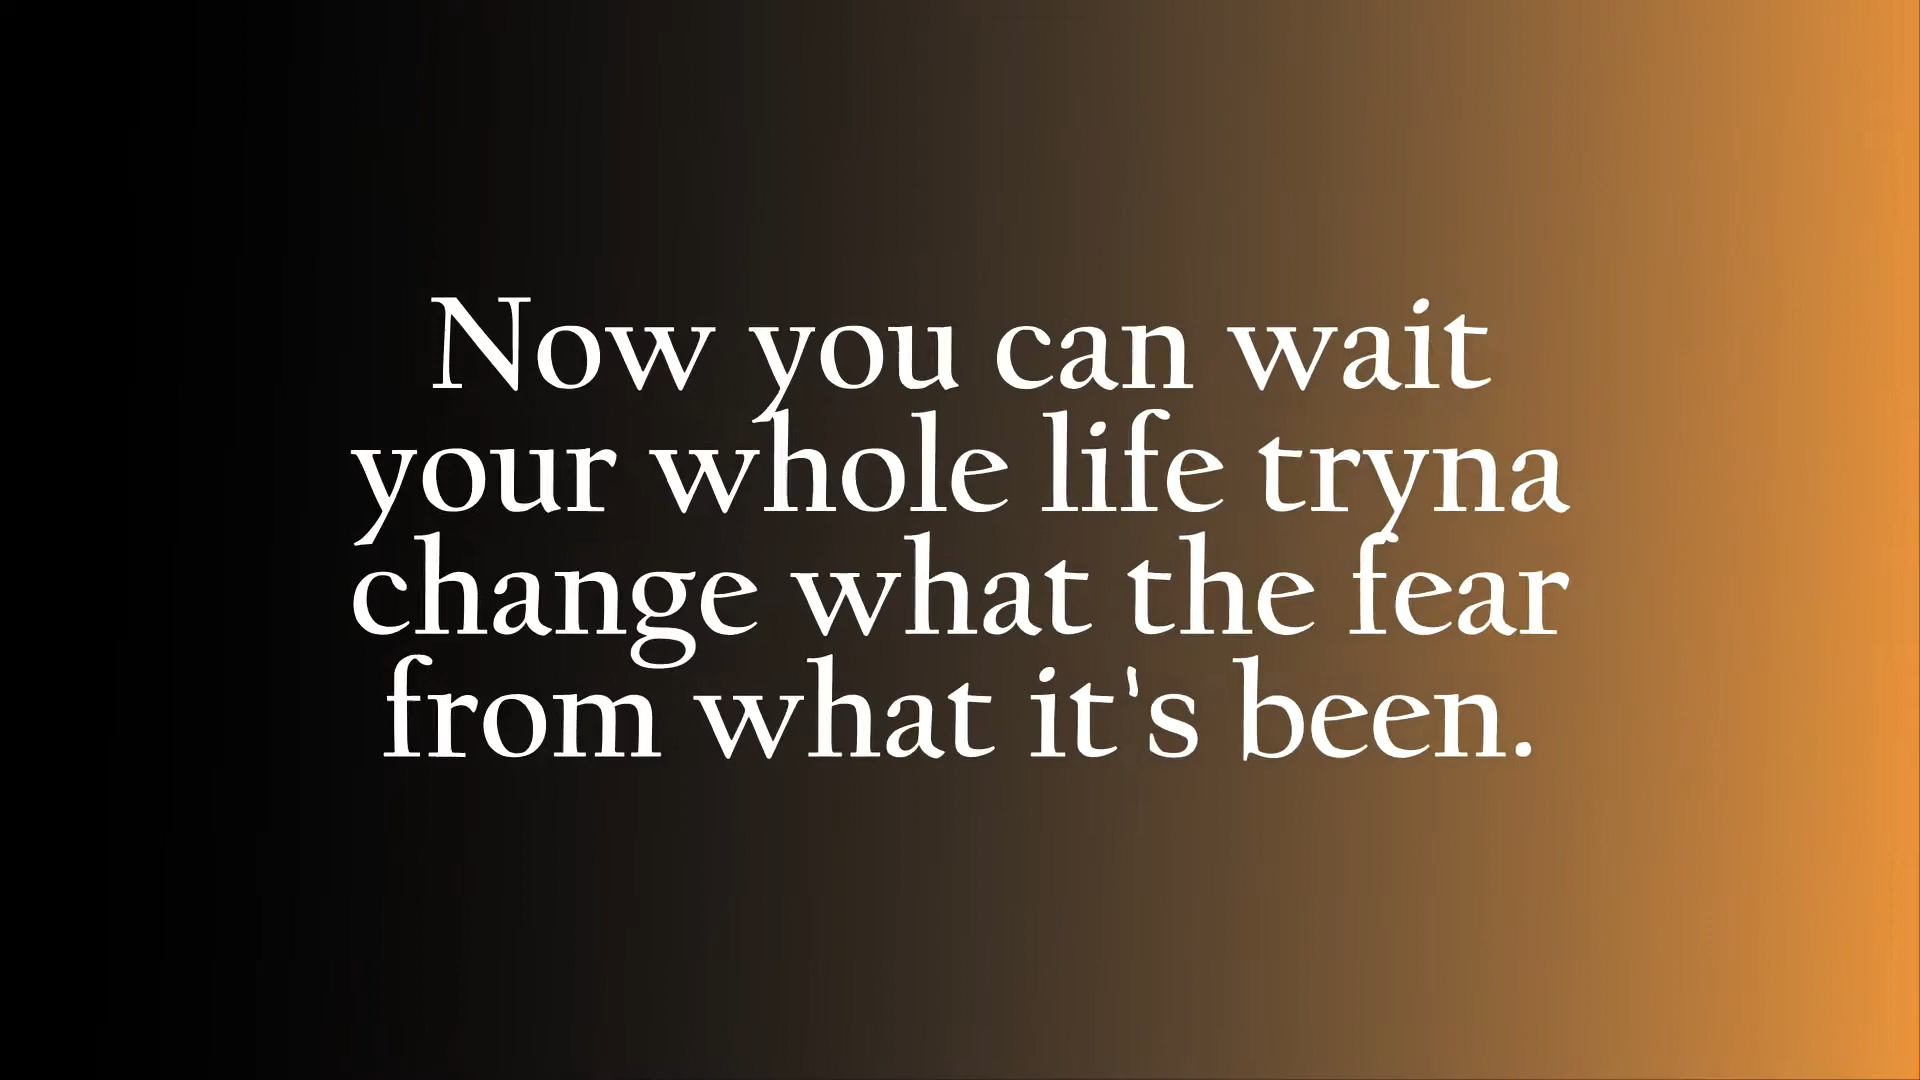 Now you can wait
your whole life tryna
change what the fear
from what it's been.